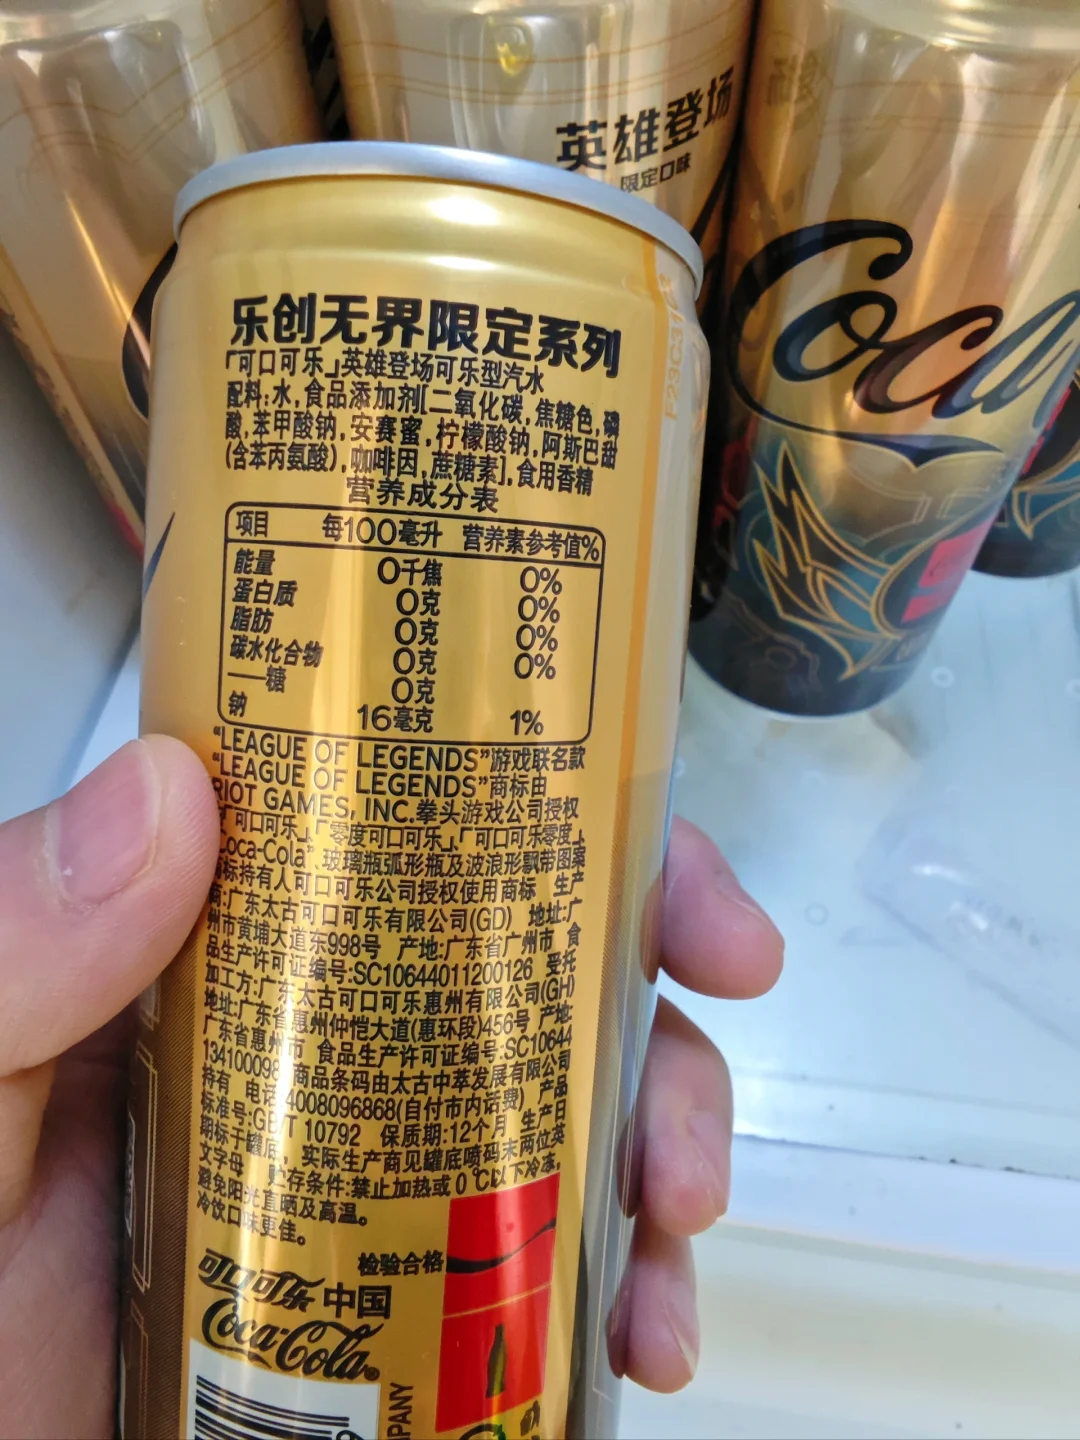 英雄登场
限定口味
Coca
F23C31
乐创无界限定系列
「可口可乐」英雄登场可乐型汽水
配料:水,食品添加剂[二氧化碳,焦糖色,磷
酸,苯甲酸钠,安赛蜜,柠檬酸钠,阿斯巴甜
(含苯丙氨酸),咖啡因,蔗糖素],食用香精
营养成分表
项目 每100毫升 营养素参考值%
能量 0千焦 0%
蛋白质 0克 0%
脂肪 0克 0%
碳水化合物 0克 0%
——糖 0克
钠 16毫克 1%
“LEAGUE OF LEGENDS”游戏联名款
“LEAGUE OF LEGENDS”商标由
RIOT GAMES, INC.拳头游戏公司授权
「可口可乐」、「零度可口可乐」、「可口可乐零度」、
Coca-Cola”、玻璃瓶弧形瓶及波浪形飘带图案
商标持有人可口可乐公司授权使用商标 生产
商:广东太古可口可乐有限公司(GD) 地址:广
州市黄埔大道东998号 产地:广东省广州市 食
品生产许可证编号:SC10644011200126 受托
加工方:广东太古可口可乐惠州有限公司(GH)
地址:广东省惠州仲恺大道(惠环段)456号 产地:
广东省惠州市 食品生产许可证编号:SC10644
134100098 商品条码由太古中萃发展有限公司
持有 电话 4008096868(自付市内话费) 产品
标准号:GB/T 10792 保质期:12个月 生产日
期标于罐底,实际生产商见罐底喷码末两位英
文字母 贮存条件:禁止加热或0℃以下冷冻,
避免阳光直晒及高温。
冷饮口味更佳。
检验合格
可口可乐 中国
Coca-Cola®
MPANY